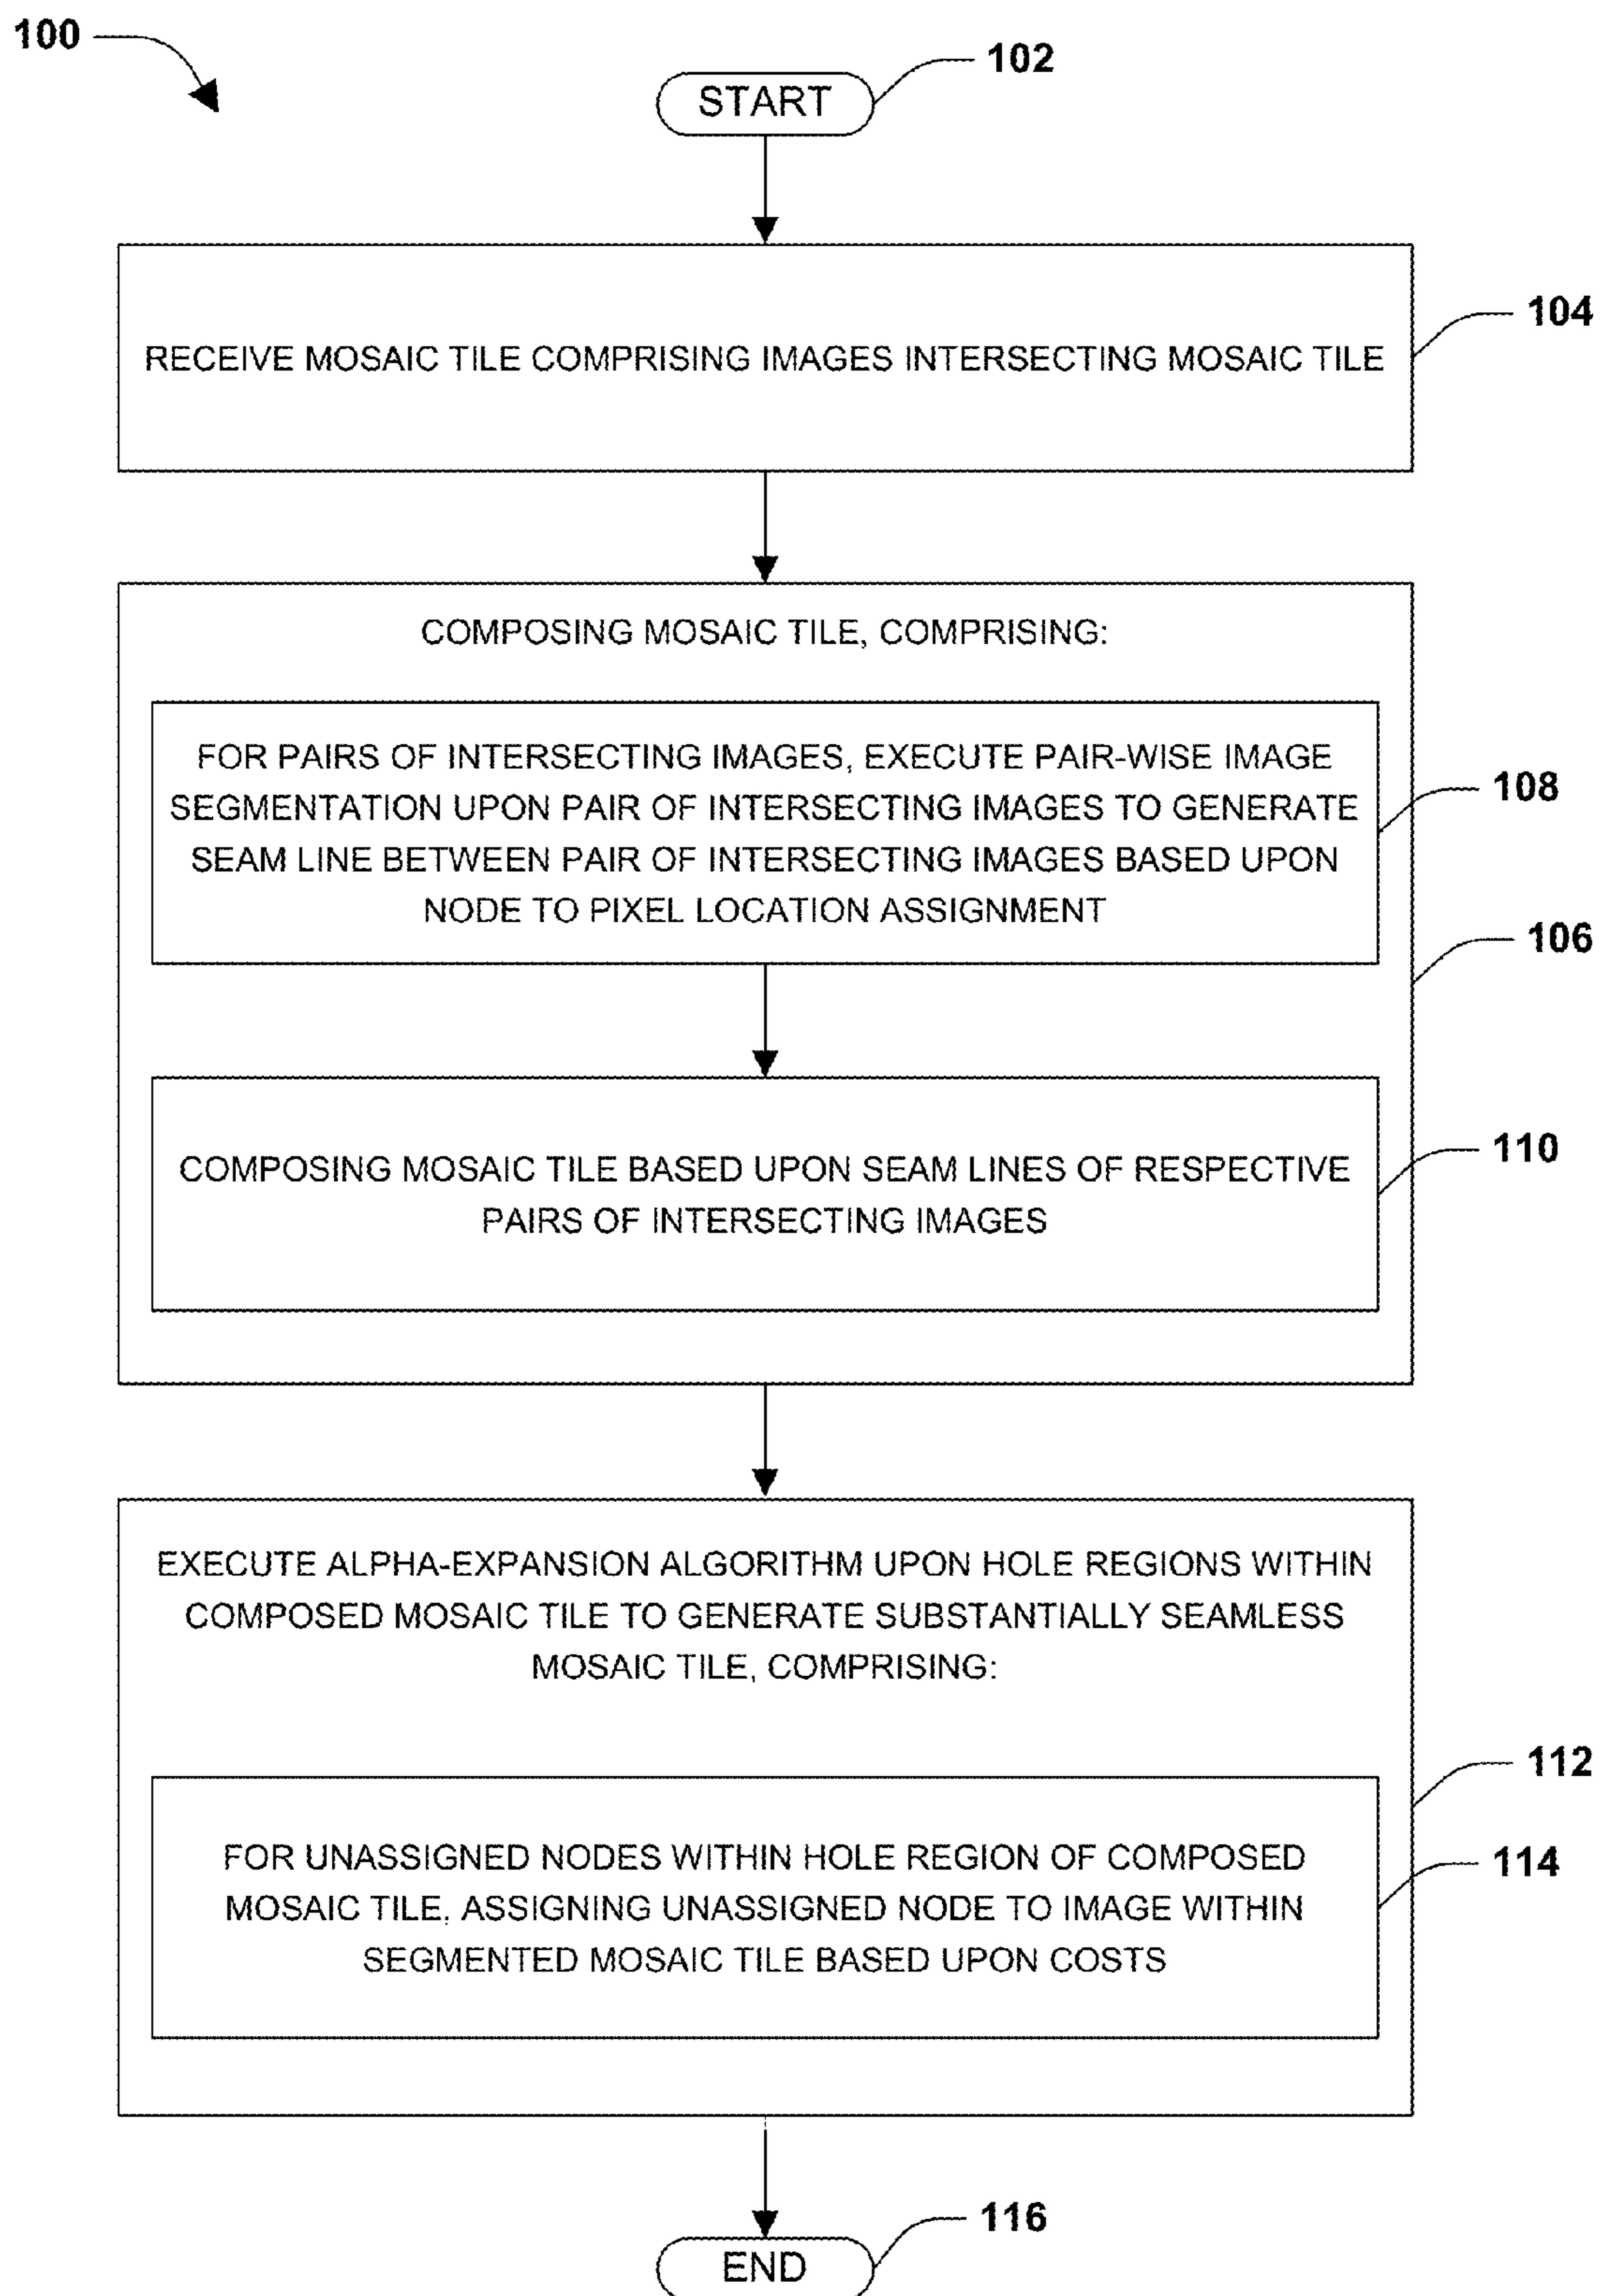 100
102
START
104
RECEIVE MOSAIC TILE COMPRISING IMAGES INTERSECTING MOSAIC TILE
COMPOSING MOSAIC TILE, COMPRISING:
FOR PAIRS OF INTERSECTING IMAGES, EXECUTE PAIR-WISE IMAGE
SEGMENTATION UPON PAIR OF INTERSECTING IMAGES TO GENERATE
SEAM LINE BETWEEN PAIR OF INTERSECTING IMAGES BASED UPON
NODE TO PIXEL LOCATION ASSIGNMENT
108
106
COMPOSING MOSAIC TILE BASED UPON SEAM LINES OF RESPECTIVE
PAIRS OF INTERSECTING IMAGES
110
EXECUTE ALPHA-EXPANSION ALGORITHM UPON HOLE REGIONS WITHIN
COMPOSED MOSAIC TILE TO GENERATE SUBSTANTIALLY SEAMLESS
MOSAIC TILE, COMPRISING:
112
FOR UNASSIGNED NODES WITHIN HOLE REGION OF COMPOSED
MOSAIC TILE, ASSIGNING UNASSIGNED NODE TO IMAGE WITHIN
SEGMENTED MOSAIC TILE BASED UPON COSTS
114
116
END